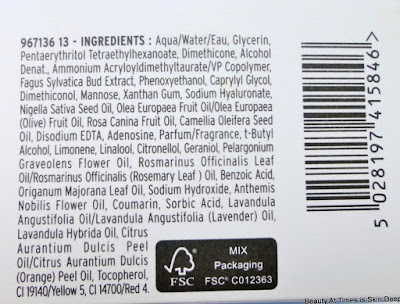 967136 13 - INGREDIENTS : Aqua/Water/Eau, Glycerin,
Pentaerythrityl Tetraethylhexanoate, Dimethicone, Alcohol
Denat., Ammonium Acryloyldimethyltaurate/VP Copolymer,
Fagus Sylvatica Bud Extract, Phenoxyethanol, Caprylyl Glycol,
Dimethiconol, Mannose, Xanthan Gum, Sodium Hyaluronate,
Nigella Sativa Seed Oil, Olea Europaea Fruit Oil/Olea Europaea
(Olive) Fruit Oil, Rosa Canina Fruit Oil, Camellia Oleifera Seed
Oil, Disodium EDTA, Adenosine, Parfum/Fragrance, t-Butyl
Alcohol, Limonene, Linalool, Citronellol, Geraniol, Pelargonium
Graveolens Flower Oil, Rosmarinus Officinalis Leaf
Oil/Rosmarinus Officinalis (Rosemary Leaf ) Oil, Benzoic Acid,
Origanum Majorana Leaf Oil, Sodium Hydroxide, Anthemis
Nobilis Flower Oil, Coumarin, Sorbic Acid, Lavandula
Angustifolia Oil/Lavandula Angustifolia (Lavender) Oil,
Lavandula Hybrida Oil, Citrus
Aurantium Dulcis Peel
Oil/Citrus Aurantium Dulcis
(Orange) Peel Oil, Tocopherol,
CI 19140/Yellow 5, CI 14700/Red 4.
FSC
MIX
Packaging
FSC® C012363
5 028197 415846 >
Beauty At Times is Skin Deep